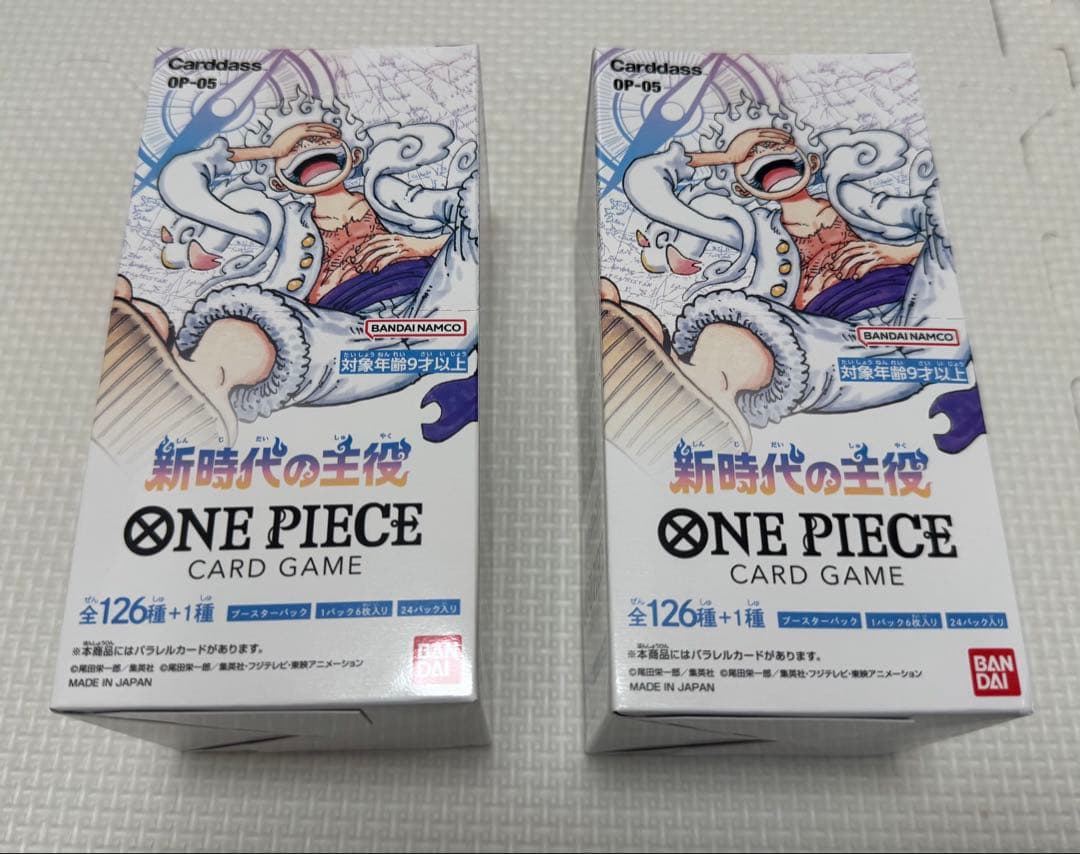 Carddass
OP-05
BANDAI NAMCO
たいしょうねんれい さいいじょう
対象年齢9才以上
しんじだい しゅやく
新時代の主役
ONE PIECE
CARD GAME
ぜん しゅ しゅ
全126種+1種 ブースターパック 1パック6枚入り 24パック入り
ほんしょうひん
※本商品にはパラレルカードがあります。
©尾田栄一郎/集英社 ©尾田栄一郎/集英社・フジテレビ・東映アニメーション
MADE IN JAPAN
BAN
DAI
Carddass
OP-05
BANDAI NAMCO
たいしょうねんれい さいいじょう
対象年齢9才以上
しんじだい しゅやく
新時代の主役
ONE PIECE
CARD GAME
ぜん しゅ しゅ
全126種+1種 ブースターパック 1パック6枚入り 24パック入り
ほんしょうひん
※本商品にはパラレルカードがあります。
©尾田栄一郎/集英社 ©尾田栄一郎/集英社・フジテレビ・東映アニメーション
MADE IN JAPAN
BAN
DAI